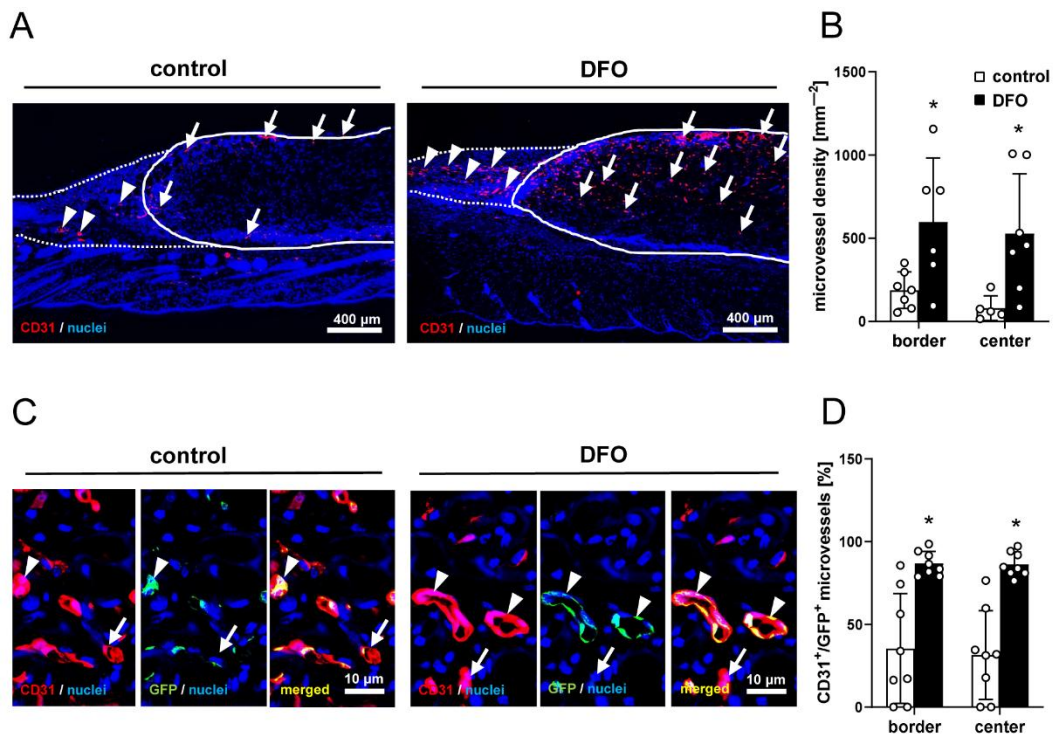 A
control
DFO
CD31 / nuclei
400 µm
CD31 / nuclei
400 µm
B
microvessel density [mm⁻²]
1500
1000
500
0
control
DFO
*
*
border
center
C
control
DFO
CD31 / nuclei
GFP / nuclei
merged
10 µm
CD31 / nuclei
GFP / nuclei
merged
10 µm
D
CD31⁺/GFP⁺ microvessels [%]
150
100
50
0
*
*
border
center